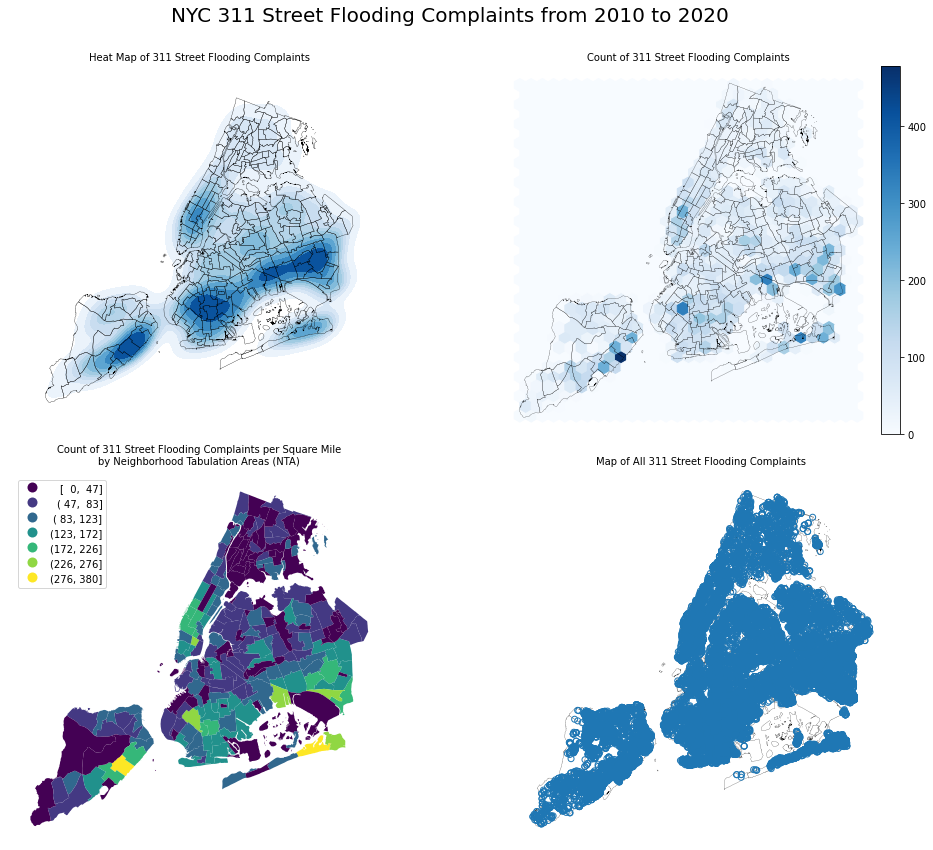 NYC 311 Street Flooding Complaints from 2010 to 2020
Heat Map of 311 Street Flooding Complaints
Count of 311 Street Flooding Complaints
400
300
200
100
0
Count of 311 Street Flooding Complaints per Square Mile
by Neighborhood Tabulation Areas (NTA)
[  0,  47]
( 47,  83]
( 83, 123]
(123, 172]
(172, 226]
(226, 276]
(276, 380]
Map of All 311 Street Flooding Complaints